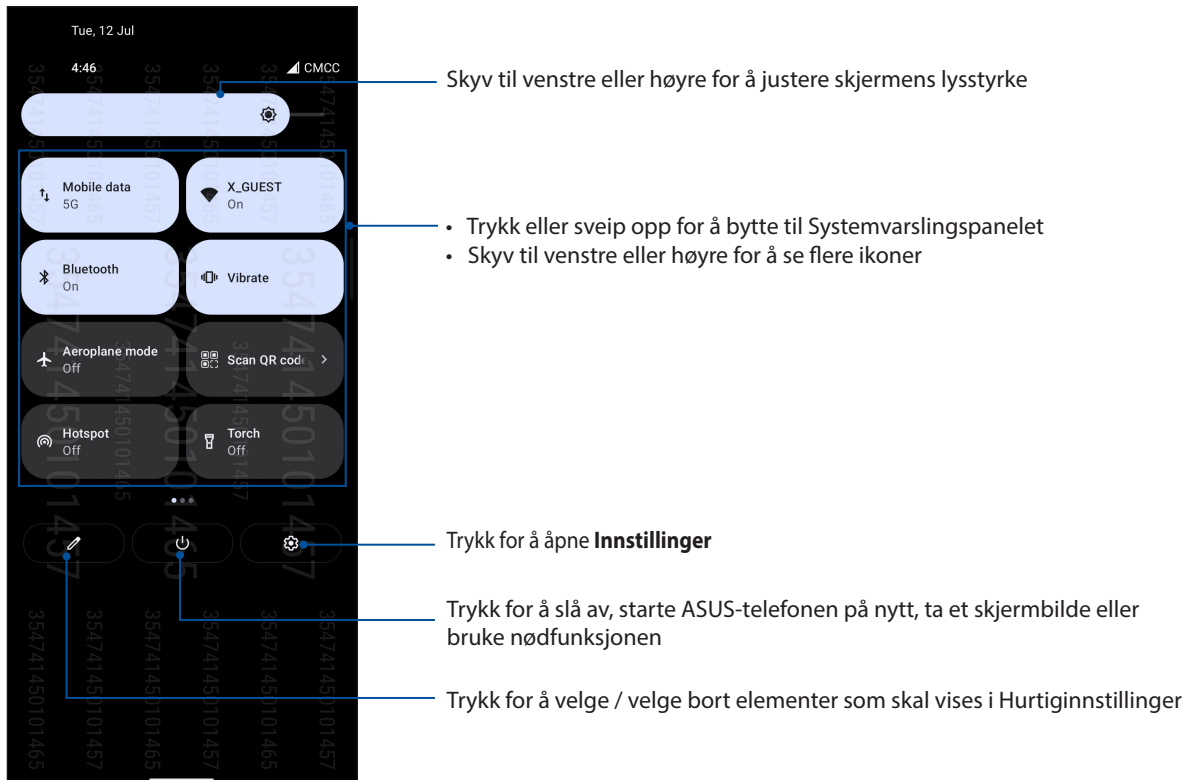 Tue, 12 Jul
4:46
CMCC
Skyv til venstre eller høyre for å justere skjermens lysstyrke
Mobile data
5G
X_GUEST
On
• Trykk eller sveip opp for å bytte til Systemvarslingspanelet
• Skyv til venstre eller høyre for å se flere ikoner
Bluetooth
On
Vibrate
Aeroplane mode
Off
Scan QR code
Hotspot
Off
Torch
Off
Trykk for å åpne Innstillinger
Trykk for å slå av, starte ASUS-telefonen på nytt, ta et skjermbilde eller
bruke nødfunksjonen
Trykk for å velge / velge bort elementer som skal vises i Hurtiginnstillinger
354741450101465
354741450101457